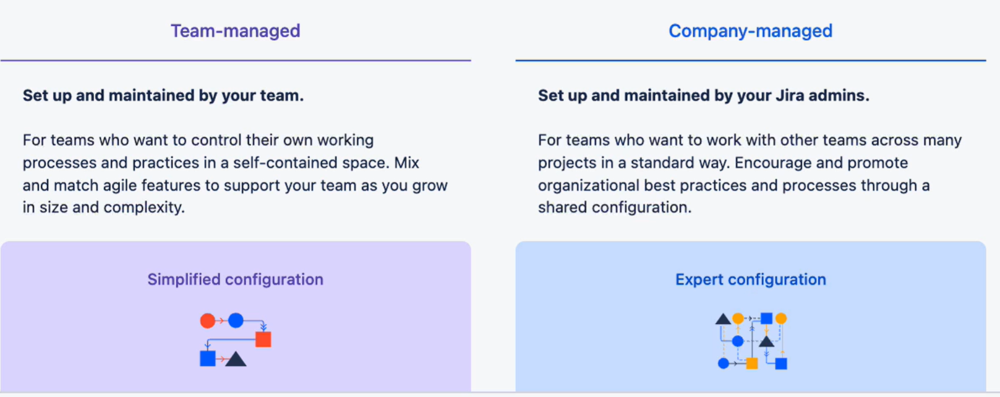 Team-managed
Set up and maintained by your team.
For teams who want to control their own working
processes and practices in a self-contained space. Mix
and match agile features to support your team as you grow
in size and complexity.
Simplified configuration
Company-managed
Set up and maintained by your Jira admins.
For teams who want to work with other teams across many
projects in a standard way. Encourage and promote
organizational best practices and processes through a
shared configuration.
Expert configuration